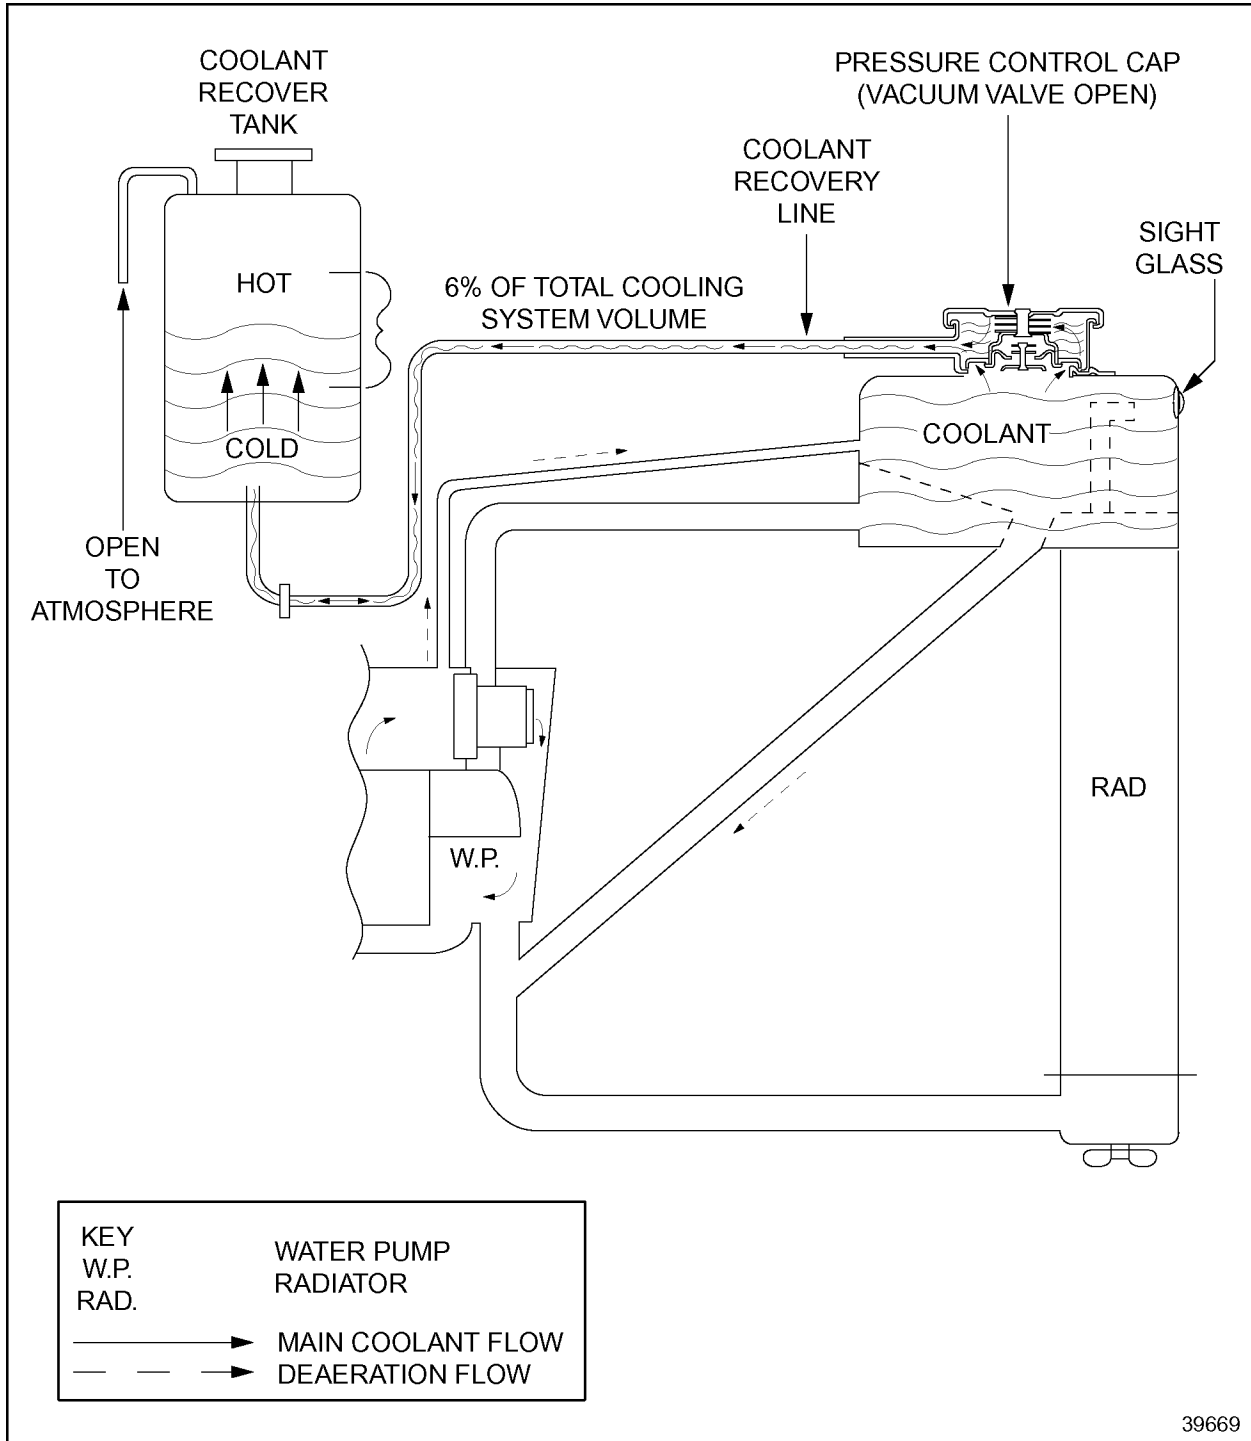 COOLANT
RECOVER
TANK
PRESSURE CONTROL CAP
(VACUUM VALVE OPEN)
COOLANT
RECOVERY
LINE
SIGHT
GLASS
HOT
6% OF TOTAL COOLING
SYSTEM VOLUME
COLD
COOLANT
OPEN
TO
ATMOSPHERE
RAD
W.P.
KEY
W.P. WATER PUMP
RAD. RADIATOR
MAIN COOLANT FLOW
DEAERATION FLOW
39669